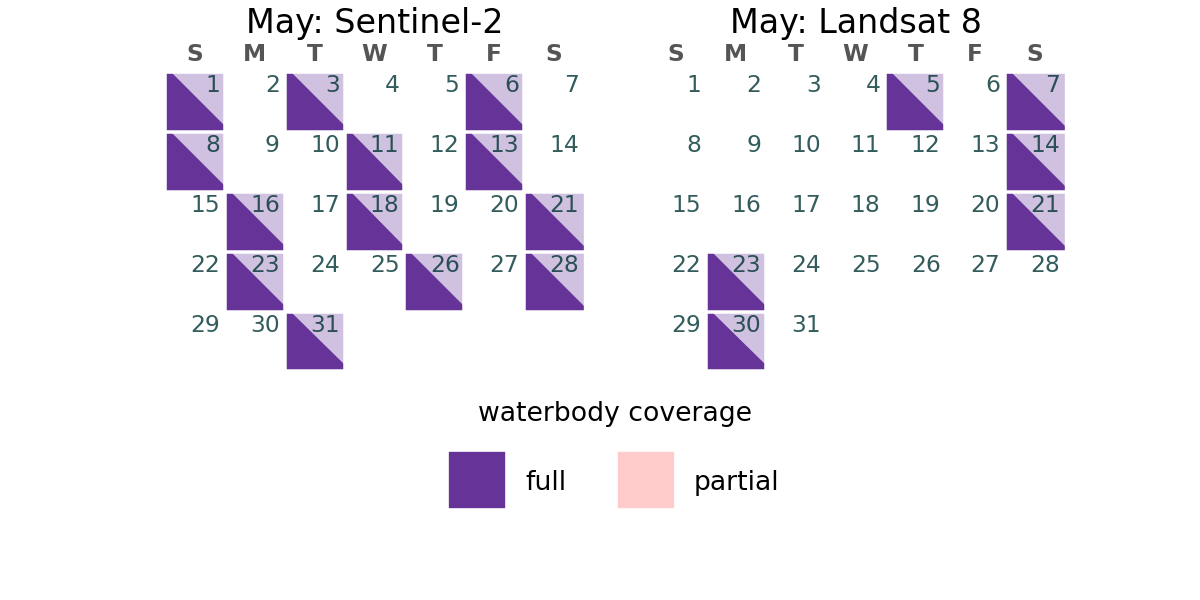 May: Sentinel-2
S M T W T F S
1 2 3 4 5 6 7
8 9 10 11 12 13 14
15 16 17 18 19 20 21
22 23 24 25 26 27 28
29 30 31
May: Landsat 8
S M T W T F S
1 2 3 4 5 6 7
8 9 10 11 12 13 14
15 16 17 18 19 20 21
22 23 24 25 26 27 28
29 30 31
waterbody coverage
full partial